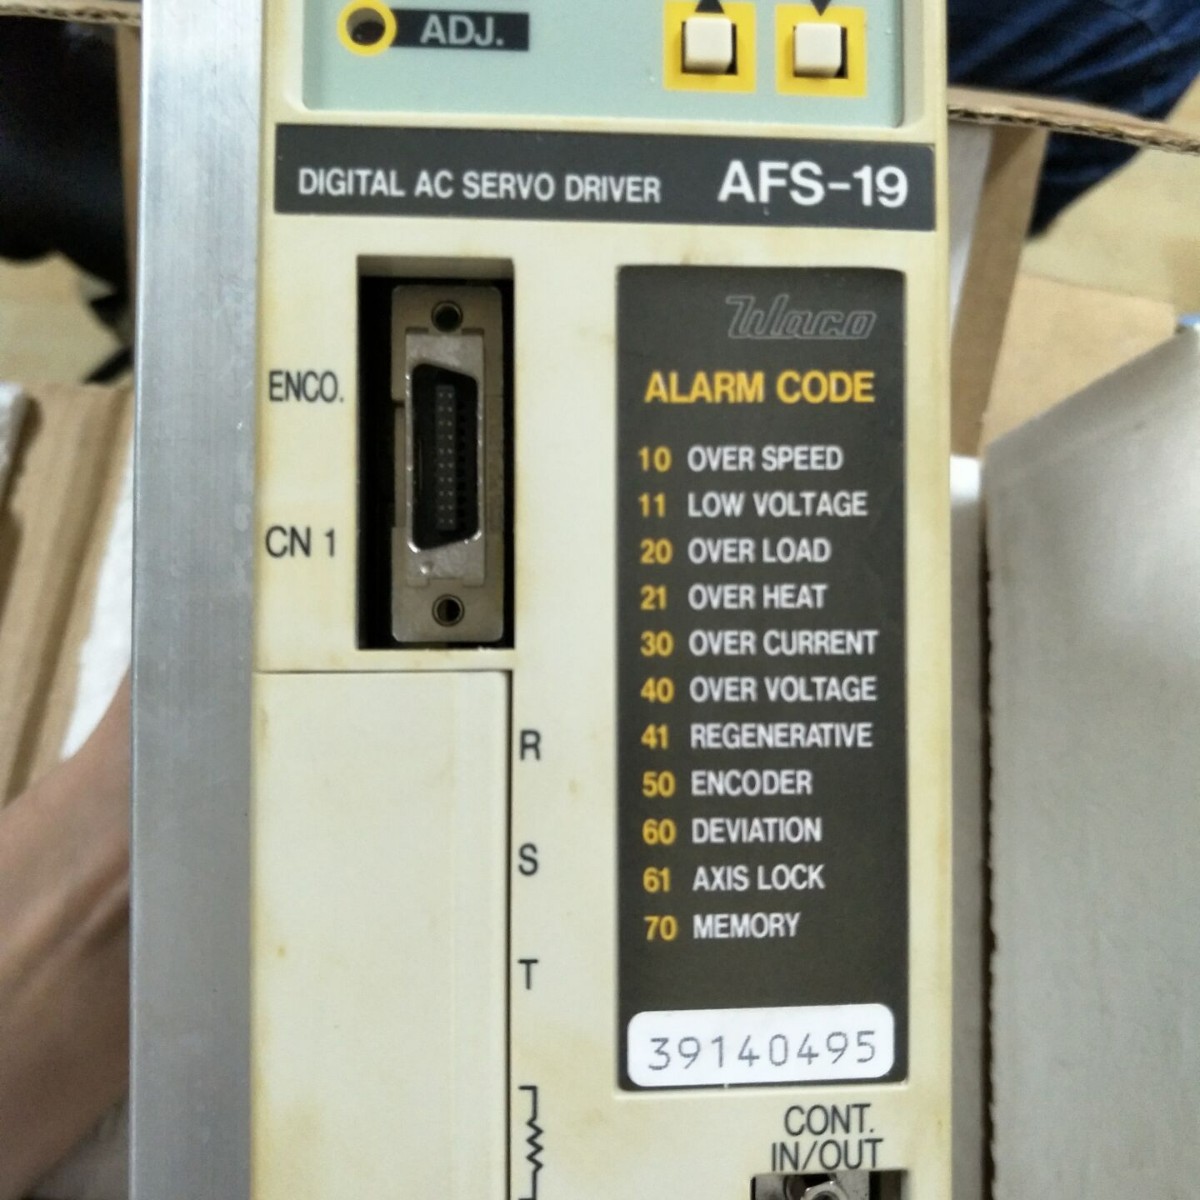 ADJ.
DIGITAL AC SERVO DRIVER AFS-19
Waco
ENCO.
CN 1
ALARM CODE
10 OVER SPEED
11 LOW VOLTAGE
20 OVER LOAD
21 OVER HEAT
30 OVER CURRENT
40 OVER VOLTAGE
41 REGENERATIVE
50 ENCODER
60 DEVIATION
61 AXIS LOCK
70 MEMORY
R
S
T
39140495
CONT.
IN/OUT